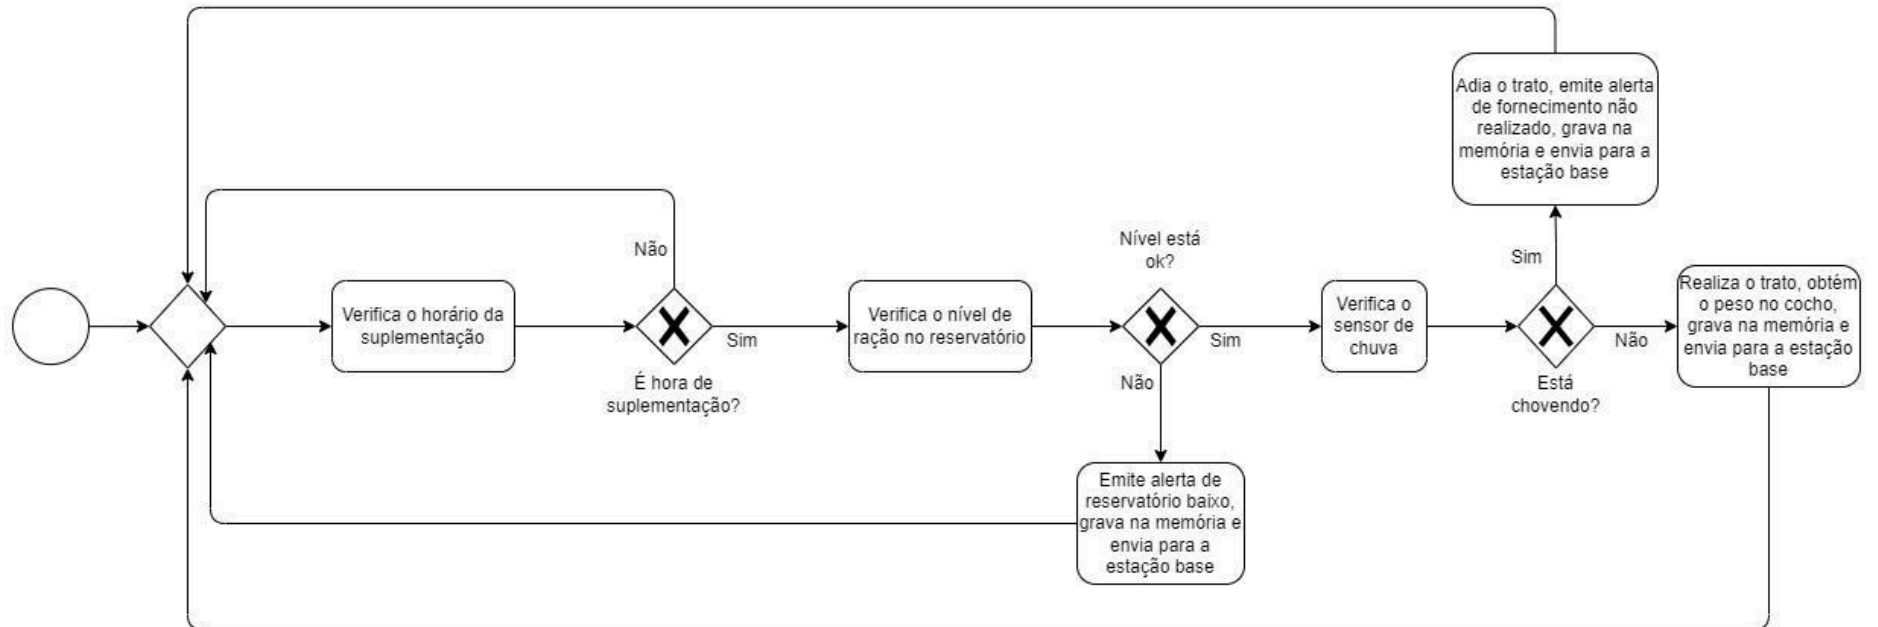 Adia o trato, emite alerta
de fornecimento não
realizado, grava na
memória e envia para a
estação base
Não
Nível está
ok?
Sim
Verifica o horário da
suplementação
Sim
É hora de
suplementação?
Verifica o nível de
ração no reservatório
Sim
Não
Verifica o
sensor de
chuva
Não
Está
chovendo?
Realiza o trato, obtém
o peso no cocho,
grava na memória e
envia para a estação
base
Emite alerta de
reservatório baixo,
grava na memória e
envia para a
estação base